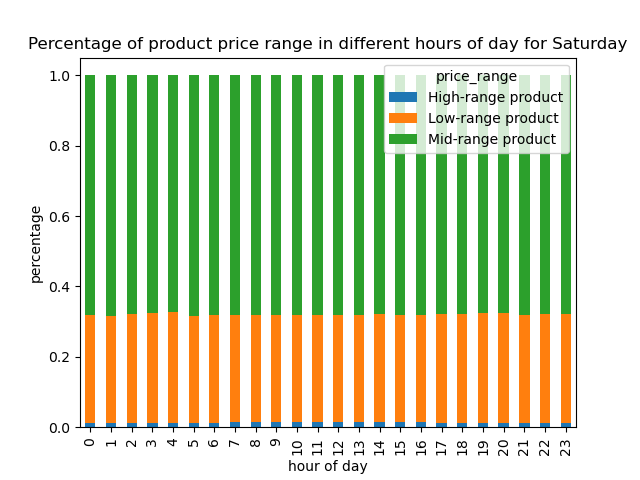 Percentage of product price range in different hours of day for Saturday
price_range
High-range product
Low-range product
Mid-range product
percentage
1.0
0.8
0.6
0.4
0.2
0.0
0 1 2 3 4 5 6 7 8 9 10 11 12 13 14 15 16 17 18 19 20 21 22 23
hour of day